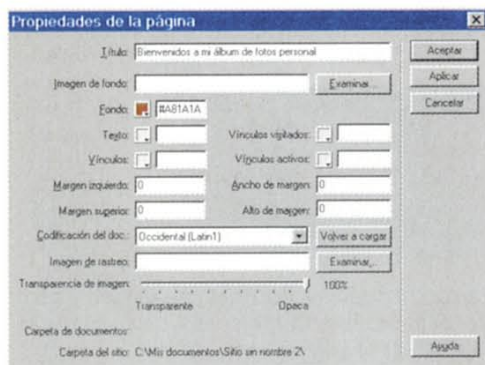 Propiedades de la página
Título: Bienvenidos a mi álbum de fotos personal
Aceptar
Imagen de fondo: Examinar...
Aplicar
Fondo: #A81A1A
Cancelar
Texto: Vínculos visitados:
Vínculos: Vínculos activos:
Margen izquierdo: 0 Ancho de margen: 0
Margen superior: 0 Alto de margen: 0
Codificación del doc.: Occidental (Latin1) Volver a cargar
Imagen de rastreo: Examinar...
Transparencia de imagen: 100%
Transparente Opaca
Carpeta de documentos:
Carpeta del sitio: C:\Mis documentos\Sitio sin nombre 2\
Ayuda